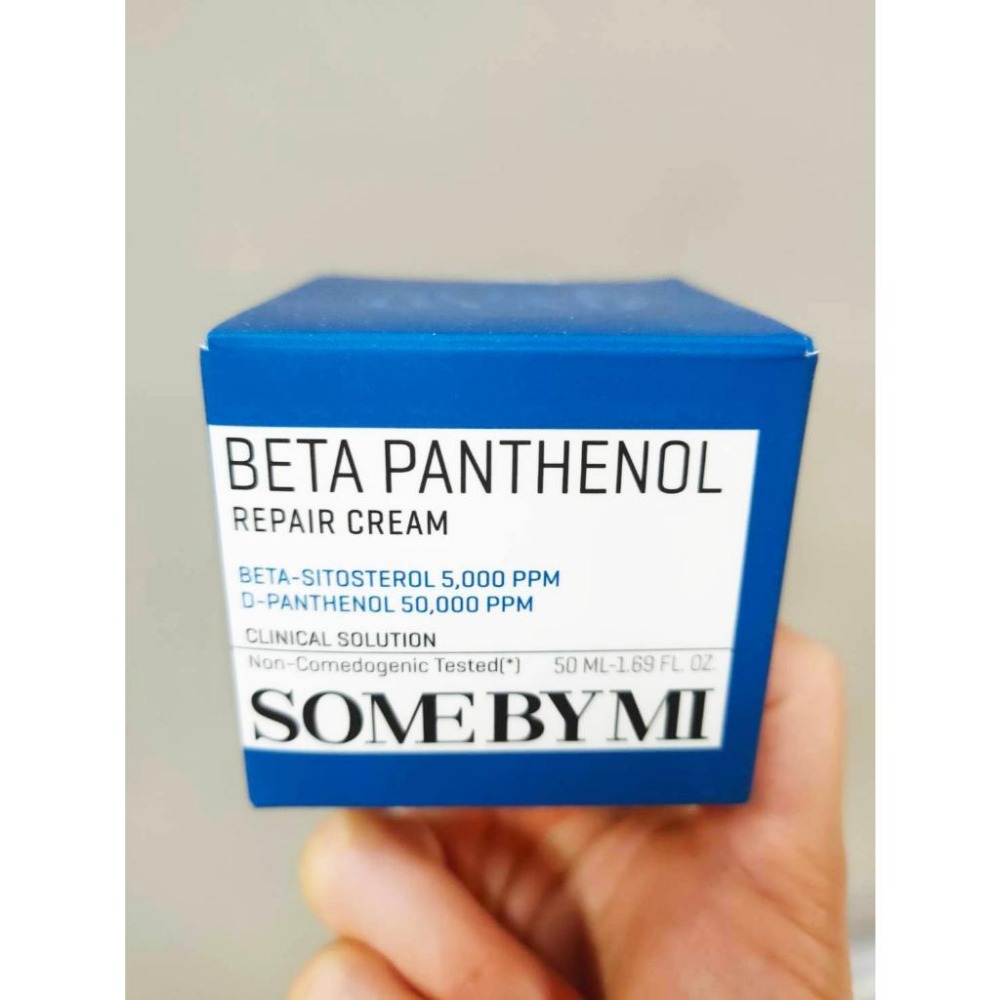 BETA PANTHENOL
REPAIR CREAM
BETA-SITOSTEROL 5,000 PPM
D-PANTHENOL 50,000 PPM
CLINICAL SOLUTION
Non-Comedogenic Tested(*) 50 ML-1.69 FL. OZ.
SOME BY MI